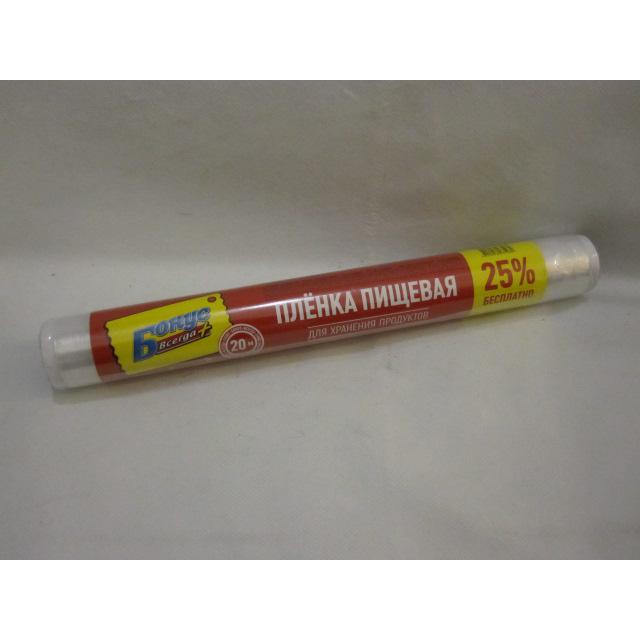 Бонус
Всегда+
20 м
ПЛЁНКА ПИЩЕВАЯ
ДЛЯ ХРАНЕНИЯ ПРОДУКТОВ
25%
БЕСПЛАТНО